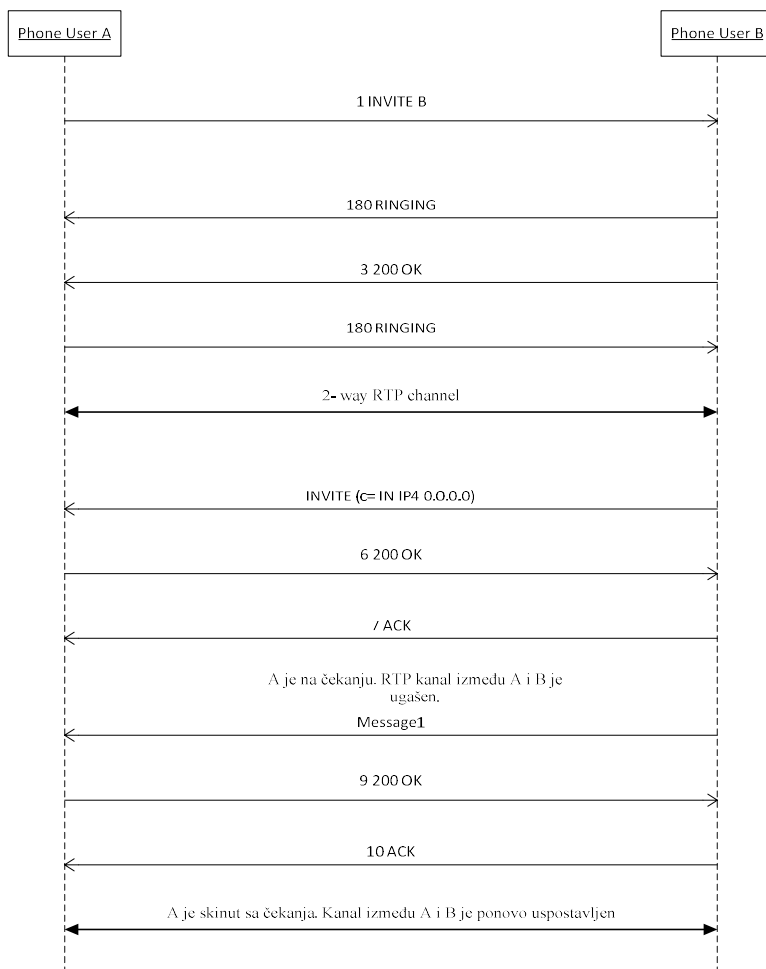 Phone User A
Phone User B
1 INVITE B
180 RINGING
3 200 OK
180 RINGING
2- way RTP channel
INVITE (c= IN IP4 0.0.0.0)
6 200 OK
/ ACK
A je na čekanju. RTP kanal između A i B je
ugašen.
Message1
9 200 OK
10 ACK
A je skinut sa čekanja. Kanal između A i B je ponovo uspostavljen